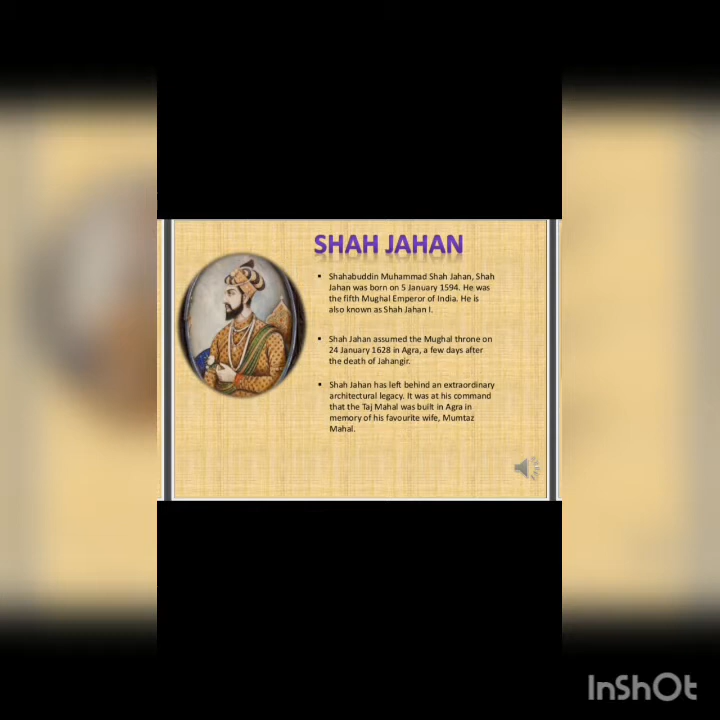 SHAH JAHAN
Shahabuddin Muhammad Shah Jahan, Shah
Jahan was born on 5 January 1594. He was
the fifth Mughal Emperor of India. He is
also known as Shah Jahan I.
Shah Jahan assumed the Mughal throne on
24 January 1628 in Agra, a few days after
the death of Jahangir.
Shah Jahan has left behind an extraordinary
architectural legacy. It was at his command
that the Taj Mahal was built in Agra in
memory of his favourite wife, Mumtaz
Mahal.
InShOt